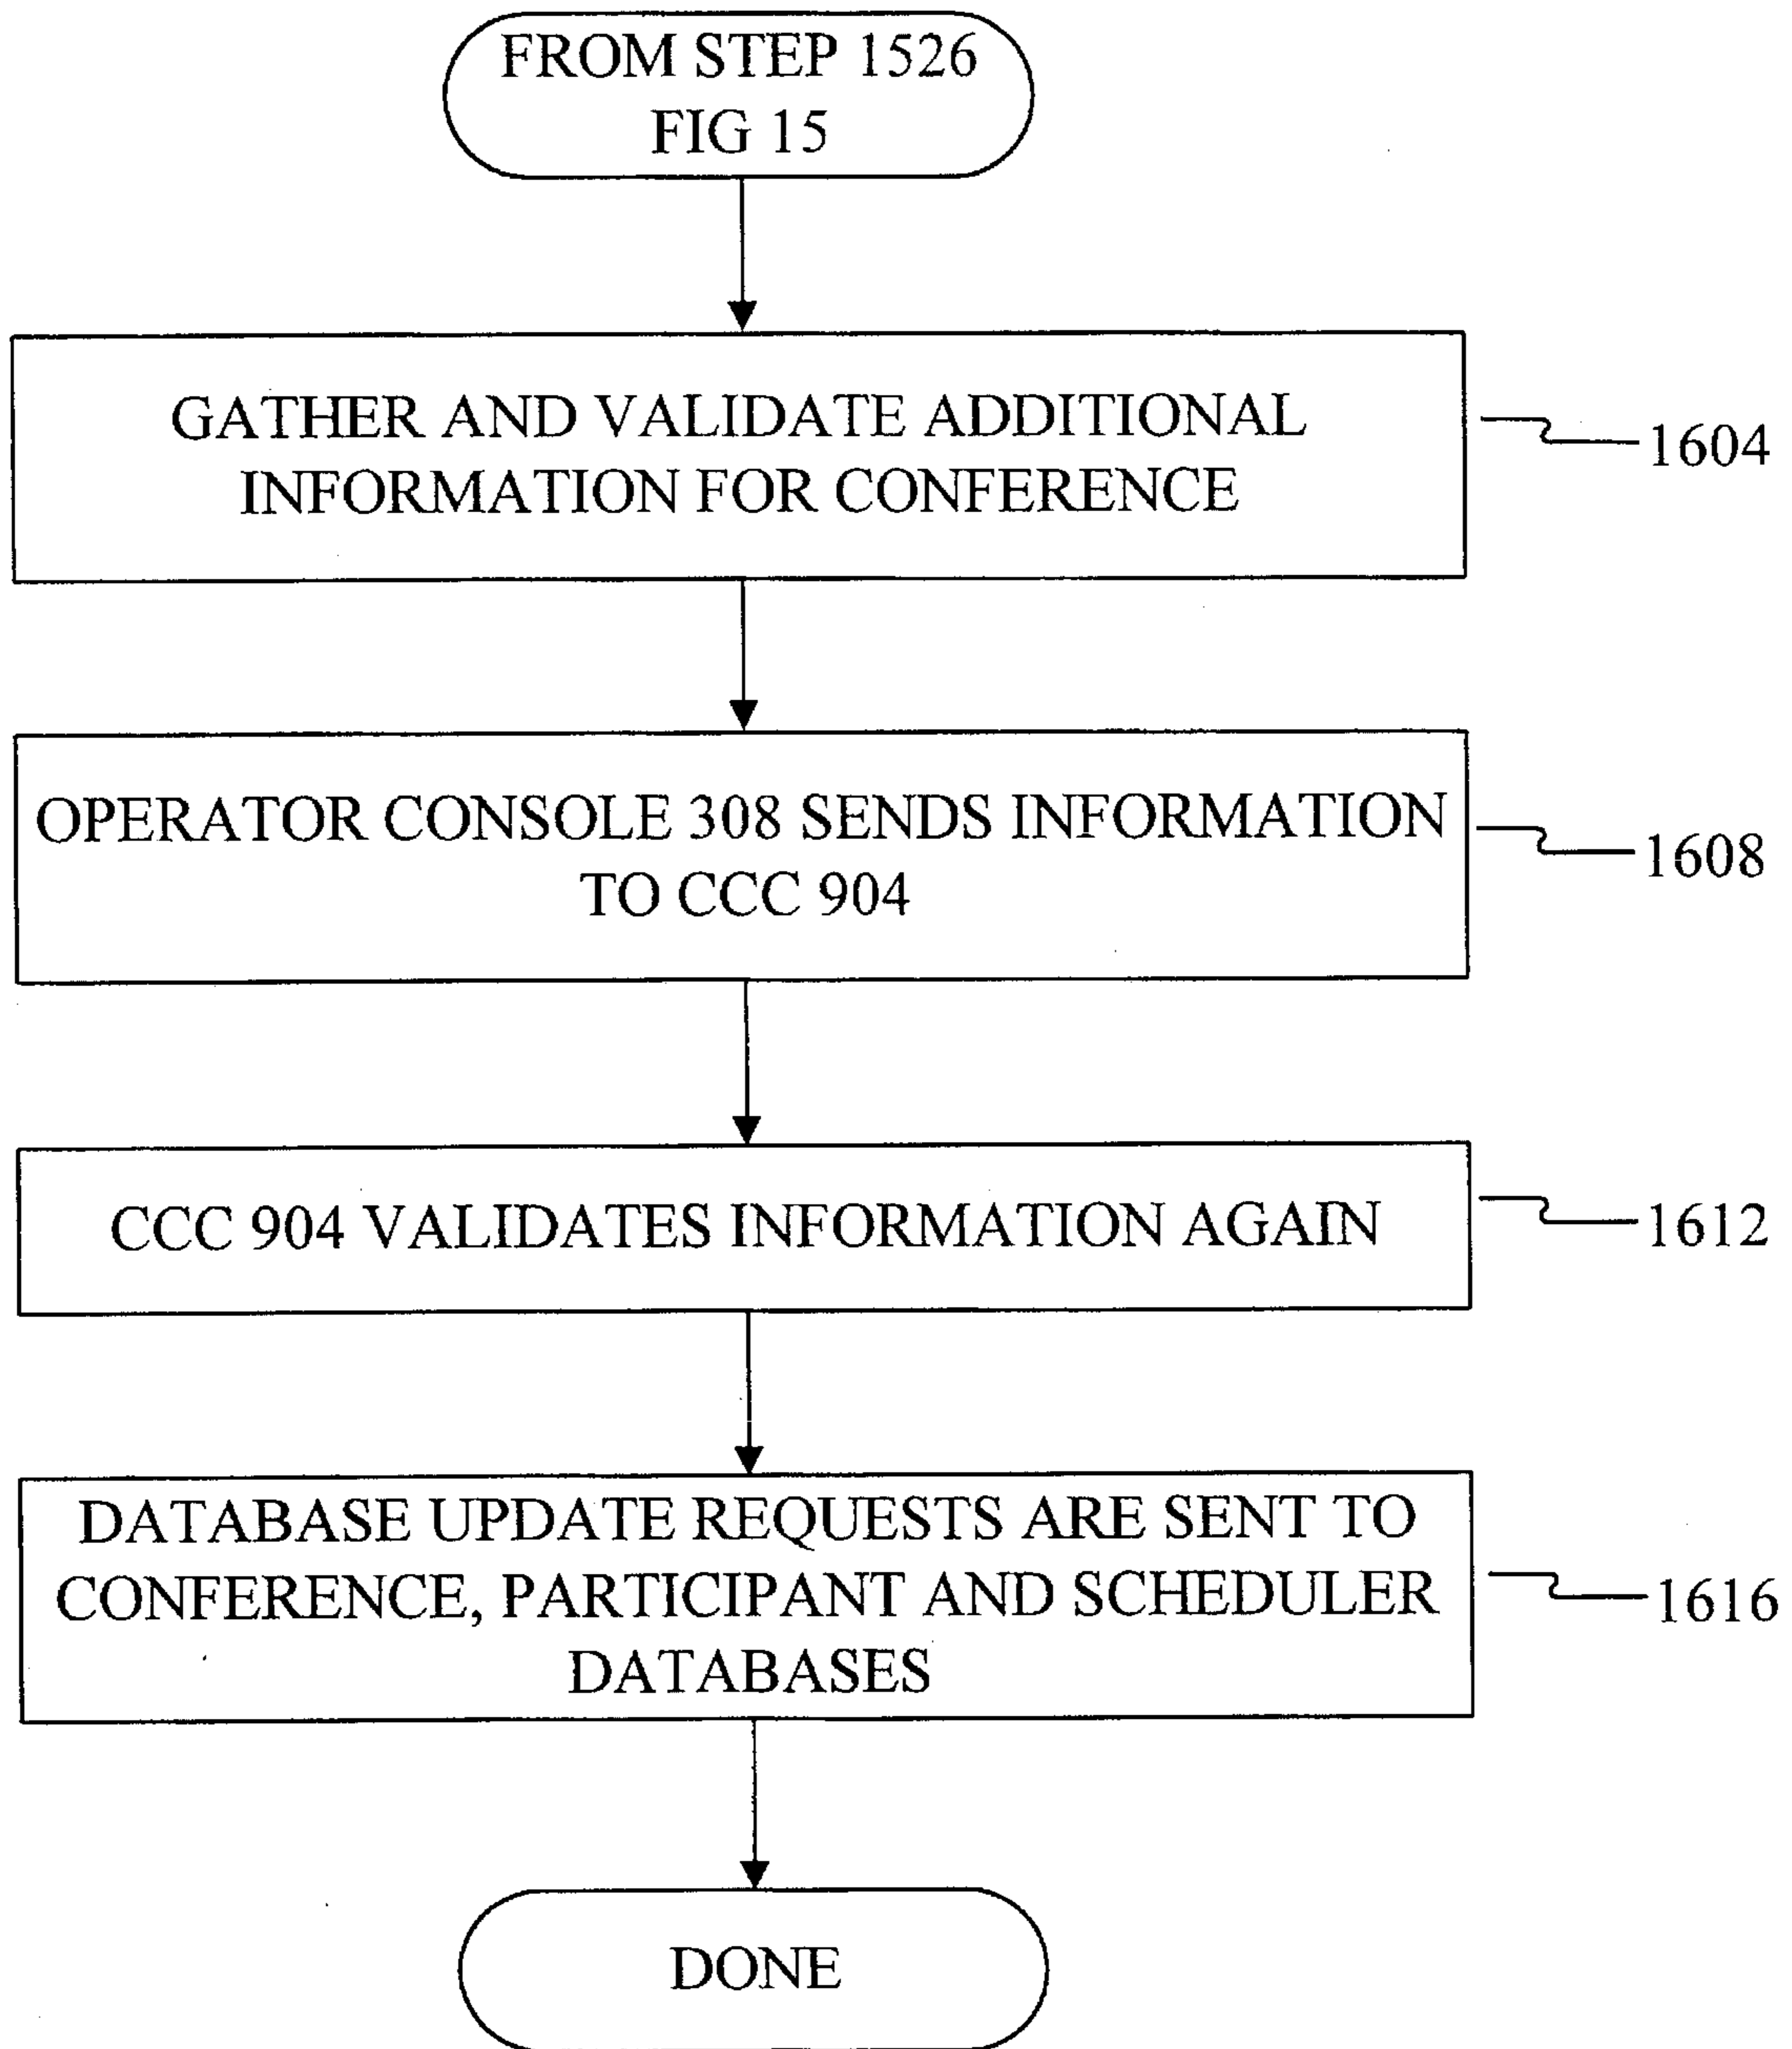 FROM STEP 1526
FIG 15
GATHER AND VALIDATE ADDITIONAL
INFORMATION FOR CONFERENCE
1604
OPERATOR CONSOLE 308 SENDS INFORMATION
TO CCC 904
1608
CCC 904 VALIDATES INFORMATION AGAIN
1612
DATABASE UPDATE REQUESTS ARE SENT TO
CONFERENCE, PARTICIPANT AND SCHEDULER
DATABASES
1616
DONE